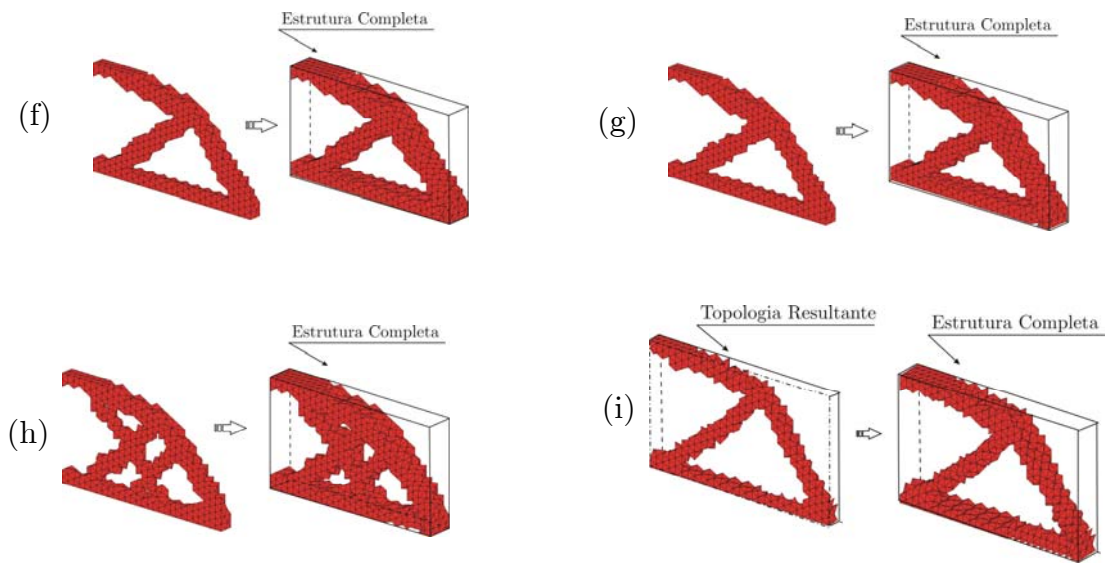 Estrutura Completa
(f)
Estrutura Completa
(g)
Estrutura Completa
(h)
Topologia Resultante
Estrutura Completa
(i)